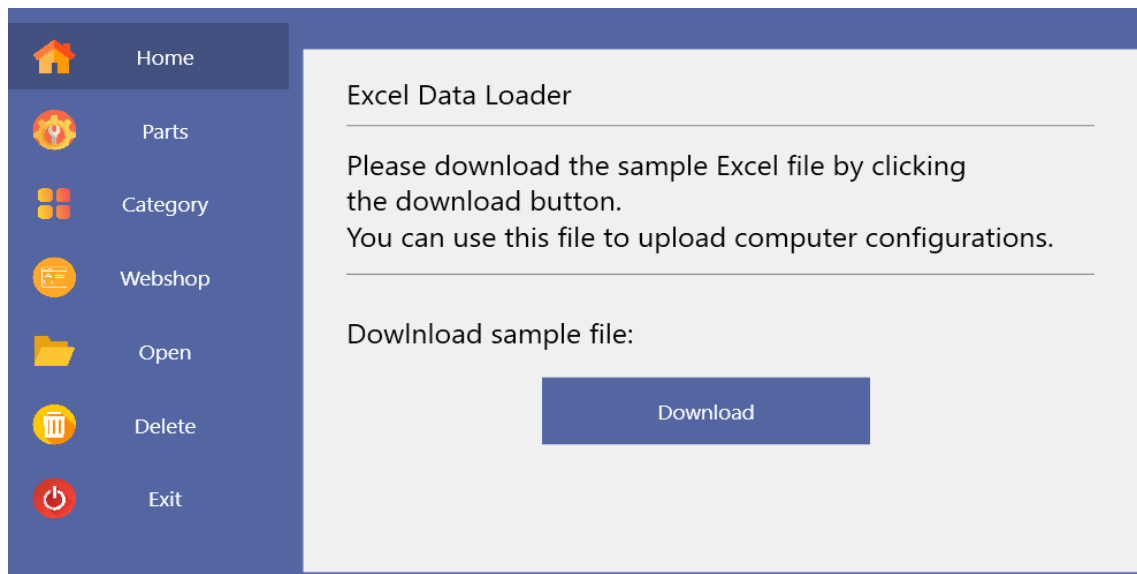 Home
Parts
Category
Webshop
Open
Delete
Exit
Excel Data Loader
Please download the sample Excel file by clicking
the download button.
You can use this file to upload computer configurations.
Dowlnload sample file:
Download